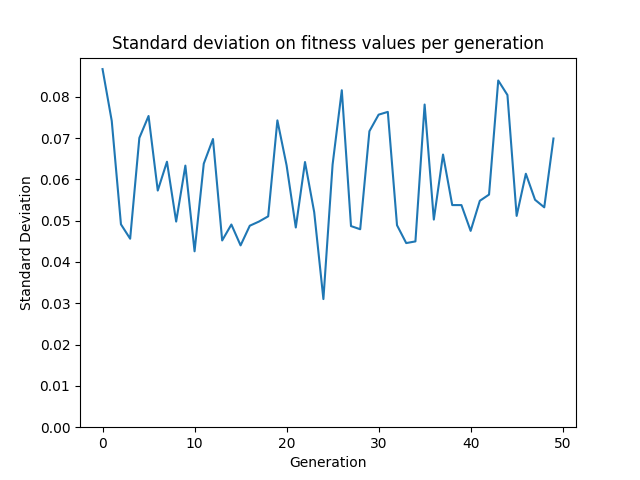 Standard deviation on fitness values per generation
0.08
0.07
0.06
0.05
0.04
0.03
0.02
0.01
0.00
Standard Deviation
0 10 20 30 40 50
Generation